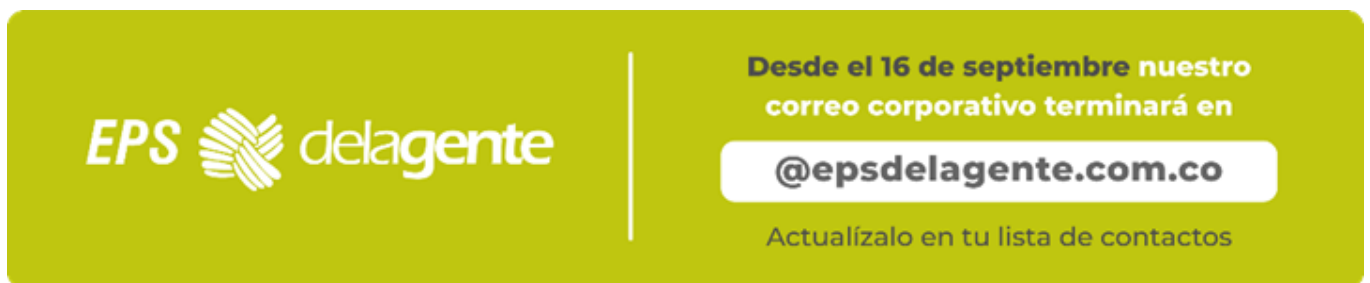 EPS delagente
Desde el 16 de septiembre nuestro
correo corporativo terminará en
@epsdelagente.com.co
Actualízalo en tu lista de contactos